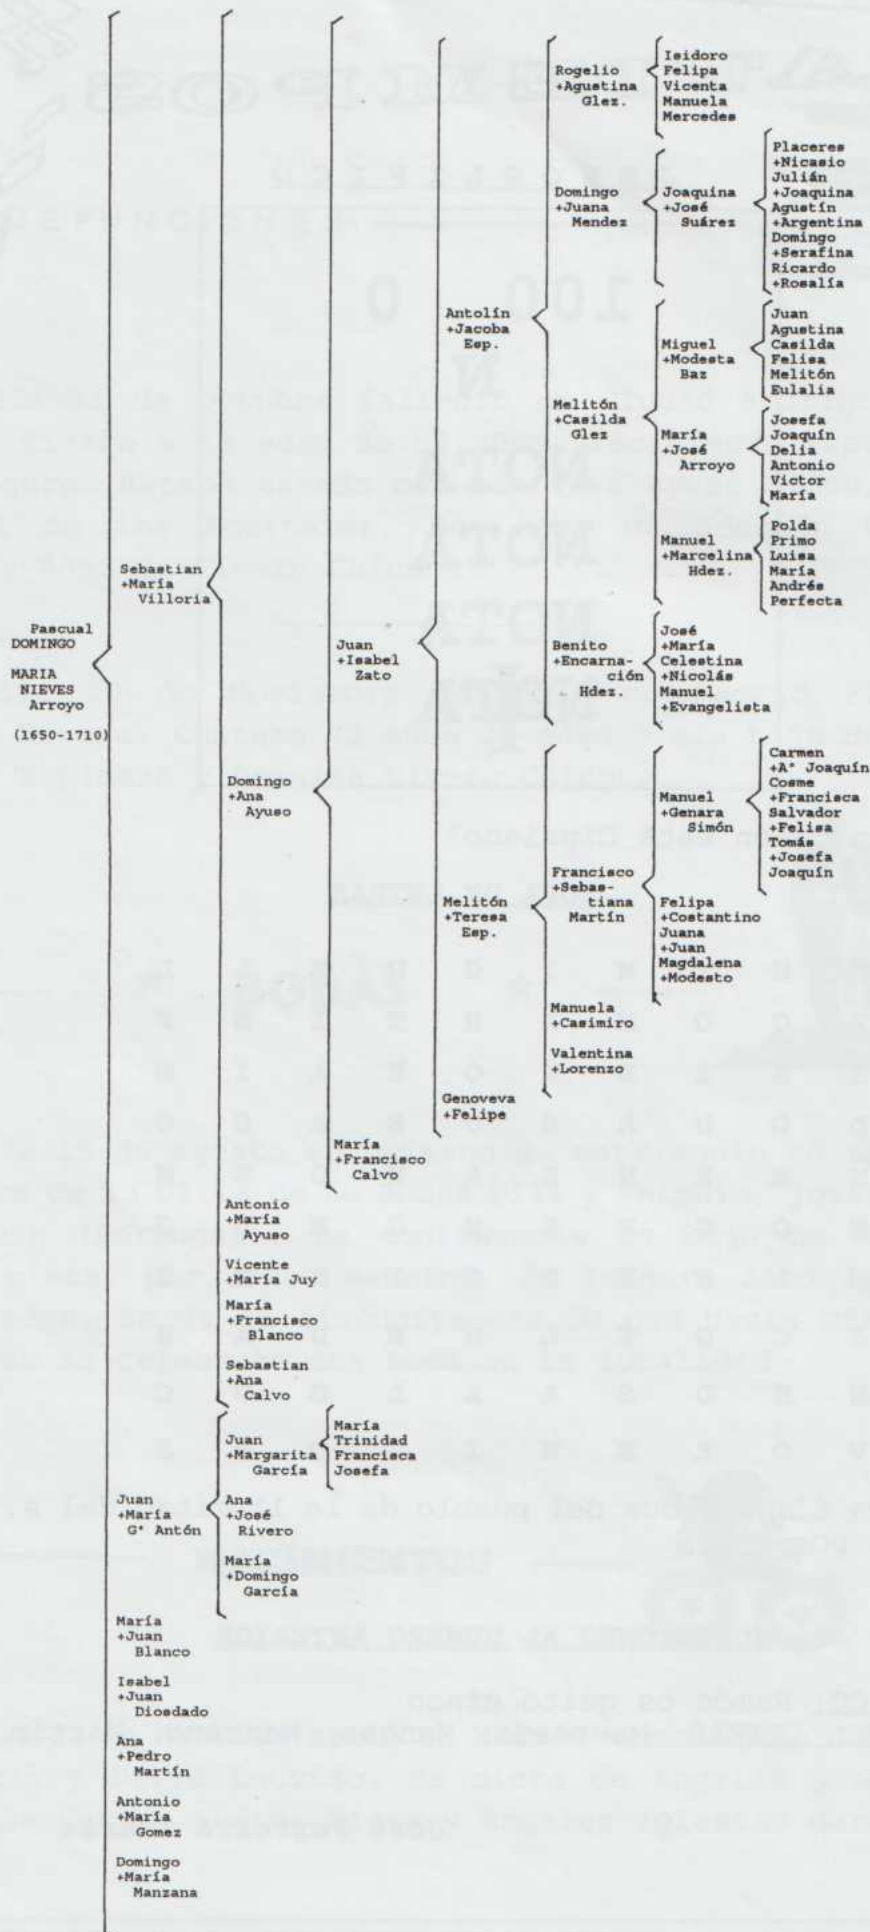 Pascual
DOMINGO
MARIA
NIEVES
Arroyo
(1650-1710)
Sebastian
+María
Villoria
Juan
+María
Gª Antón
María
+Juan
Blanco
Isabel
+Juan
Diosdado
Ana
+Pedro
Martín
Antonio
+María
Gomez
Domingo
+María
Manzana
Domingo
+Ana
Ayuso
Antonio
+María
Ayuso
Vicente
+María Juy
María
+Francisco
Blanco
Sebastian
+Ana
Calvo
Juan
+Margarita
García
Ana
+José
Rivero
María
+Domingo
García
Juan
+Isabel
Zato
María
+Francisco
Calvo
María
Trinidad
Francisca
Josefa
Antolín
+Jacoba
Esp.
Melitón
+Teresa
Esp.
Genoveva
+Felipe
Rogelio
+Agustina
Glez.
Domingo
+Juana
Mendez
Melitón
+Casilda
Glez
Benito
+Encarna-
ción
Hdez.
Francisco
+Sebas-
tiana
Martín
Manuela
+Casimiro
Valentina
+Lorenzo
Isidoro
Felipa
Vicenta
Manuela
Mercedes
Joaquina
+José
Suárez
Miguel
+Modesta
Baz
María
+José
Arroyo
Manuel
+Marcelina
Hdez.
José
+María
Celestina
+Nicolás
Manuel
+Evangelista
Manuel
+Genara
Simón
Felipa
+Costantino
Juana
+Juan
Magdalena
+Modesto
Placeres
+Nicasio
Julián
+Joaquina
Agustín
+Argentina
Domingo
+Serafina
Ricardo
+Rosalía
Juan
Agustina
Casilda
Felisa
Melitón
Eulalia
Josefa
Joaquín
Delia
Antonio
Victor
María
Polda
Primo
Luisa
María
Andrés
Perfecta
Carmen
+Aª Joaquín
Cosme
+Francisca
Salvador
+Felisa
Tomás
+Josefa
Joaquín